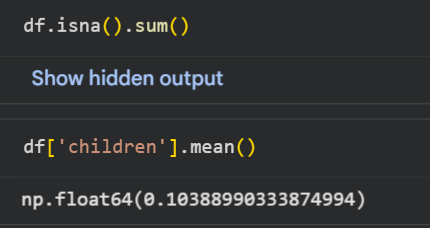 df.isna().sum()
Show hidden output
df['children'].mean()
np.float64(0.10388990333874994)